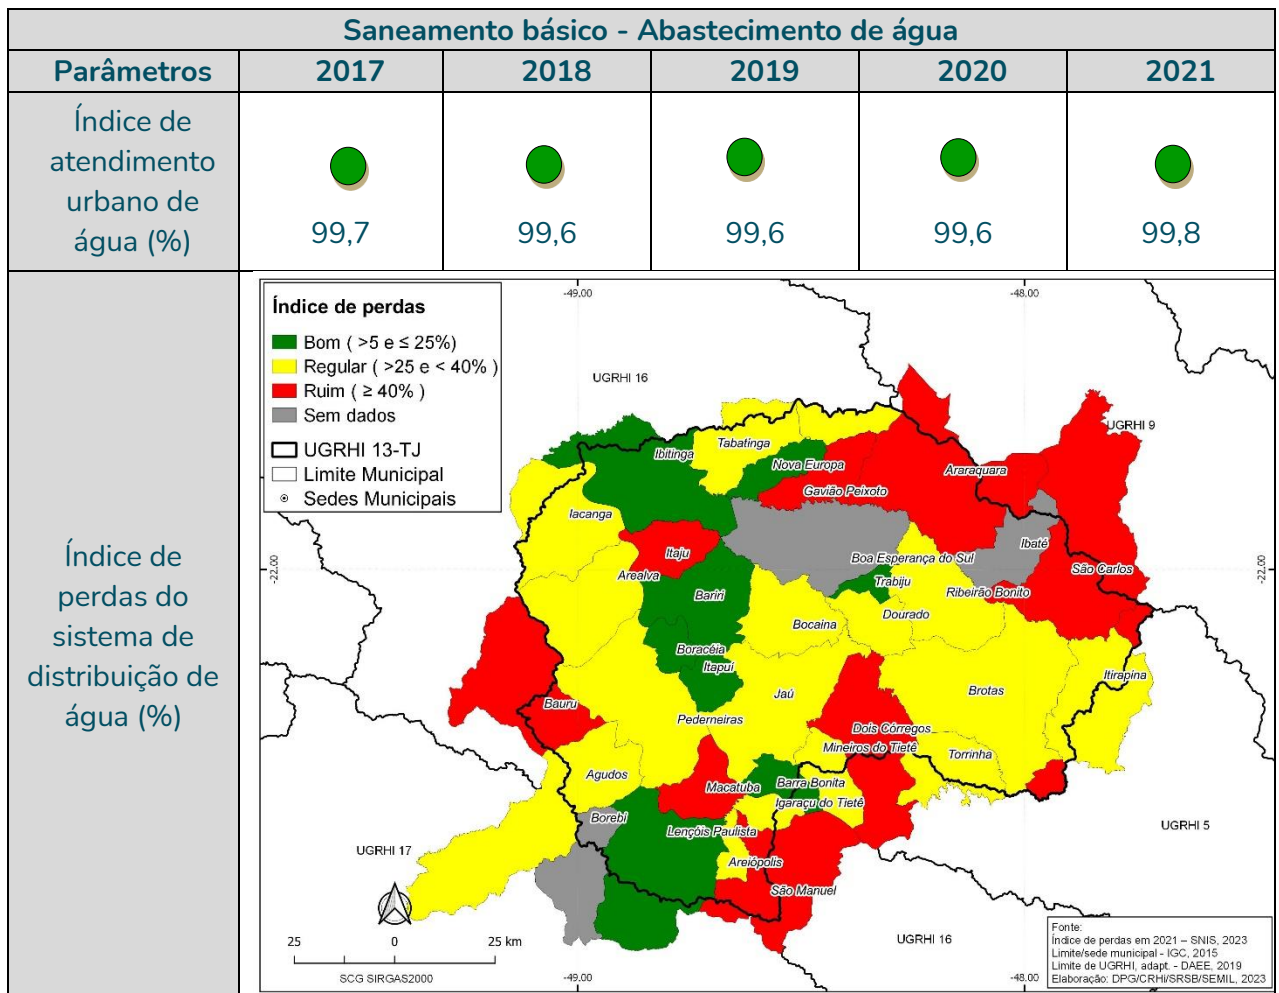 Saneamento básico - Abastecimento de água
Parâmetros 2017 2018 2019 2020 2021
Índice de
atendimento
urbano de
água (%)
99,7 99,6 99,6 99,6 99,8
Índice de
perdas do
sistema de
distribuição de
água (%)
Índice de perdas
Bom ( >5 e ≤ 25%)
Regular ( >25 e < 40% )
Ruim ( ≥ 40% )
Sem dados
UGRHI 13-TJ
Limite Municipal
Sedes Municipais
-49.00
-48.00
UGRHI 16
UGRHI 9
Tabatinga
Ibitinga
Nova Europa
Araraquara
Gavião Peixoto
Iacanga
Itaju
Ibaté
Boa Esperança do Sul
São Carlos
-22.00
-22.00
Arealva
Trabiju
Ribeirão Bonito
Bariri
Dourado
Bocaina
Boracéia
Itapuí
Itirapina
Jaú
Brotas
Bauru
Pederneiras
Dois Córregos
Mineiros do Tietê
Torrinha
Agudos
Macatuba
Barra Bonita
Igaraçu do Tietê
Borebi
Lençóis Paulista
UGRHI 5
UGRHI 17
Areiópolis
São Manuel
UGRHI 16
25 0 25 km
SCG SIRGAS2000
-49.00
-48.00
Fonte:
Índice de perdas em 2021 – SNIS, 2023
Limite/sede municipal - IGC, 2015
Limite de UGRHI, adapt. - DAEE, 2019
Elaboração: DPG/CRHi/SRSB/SEMIL, 2023